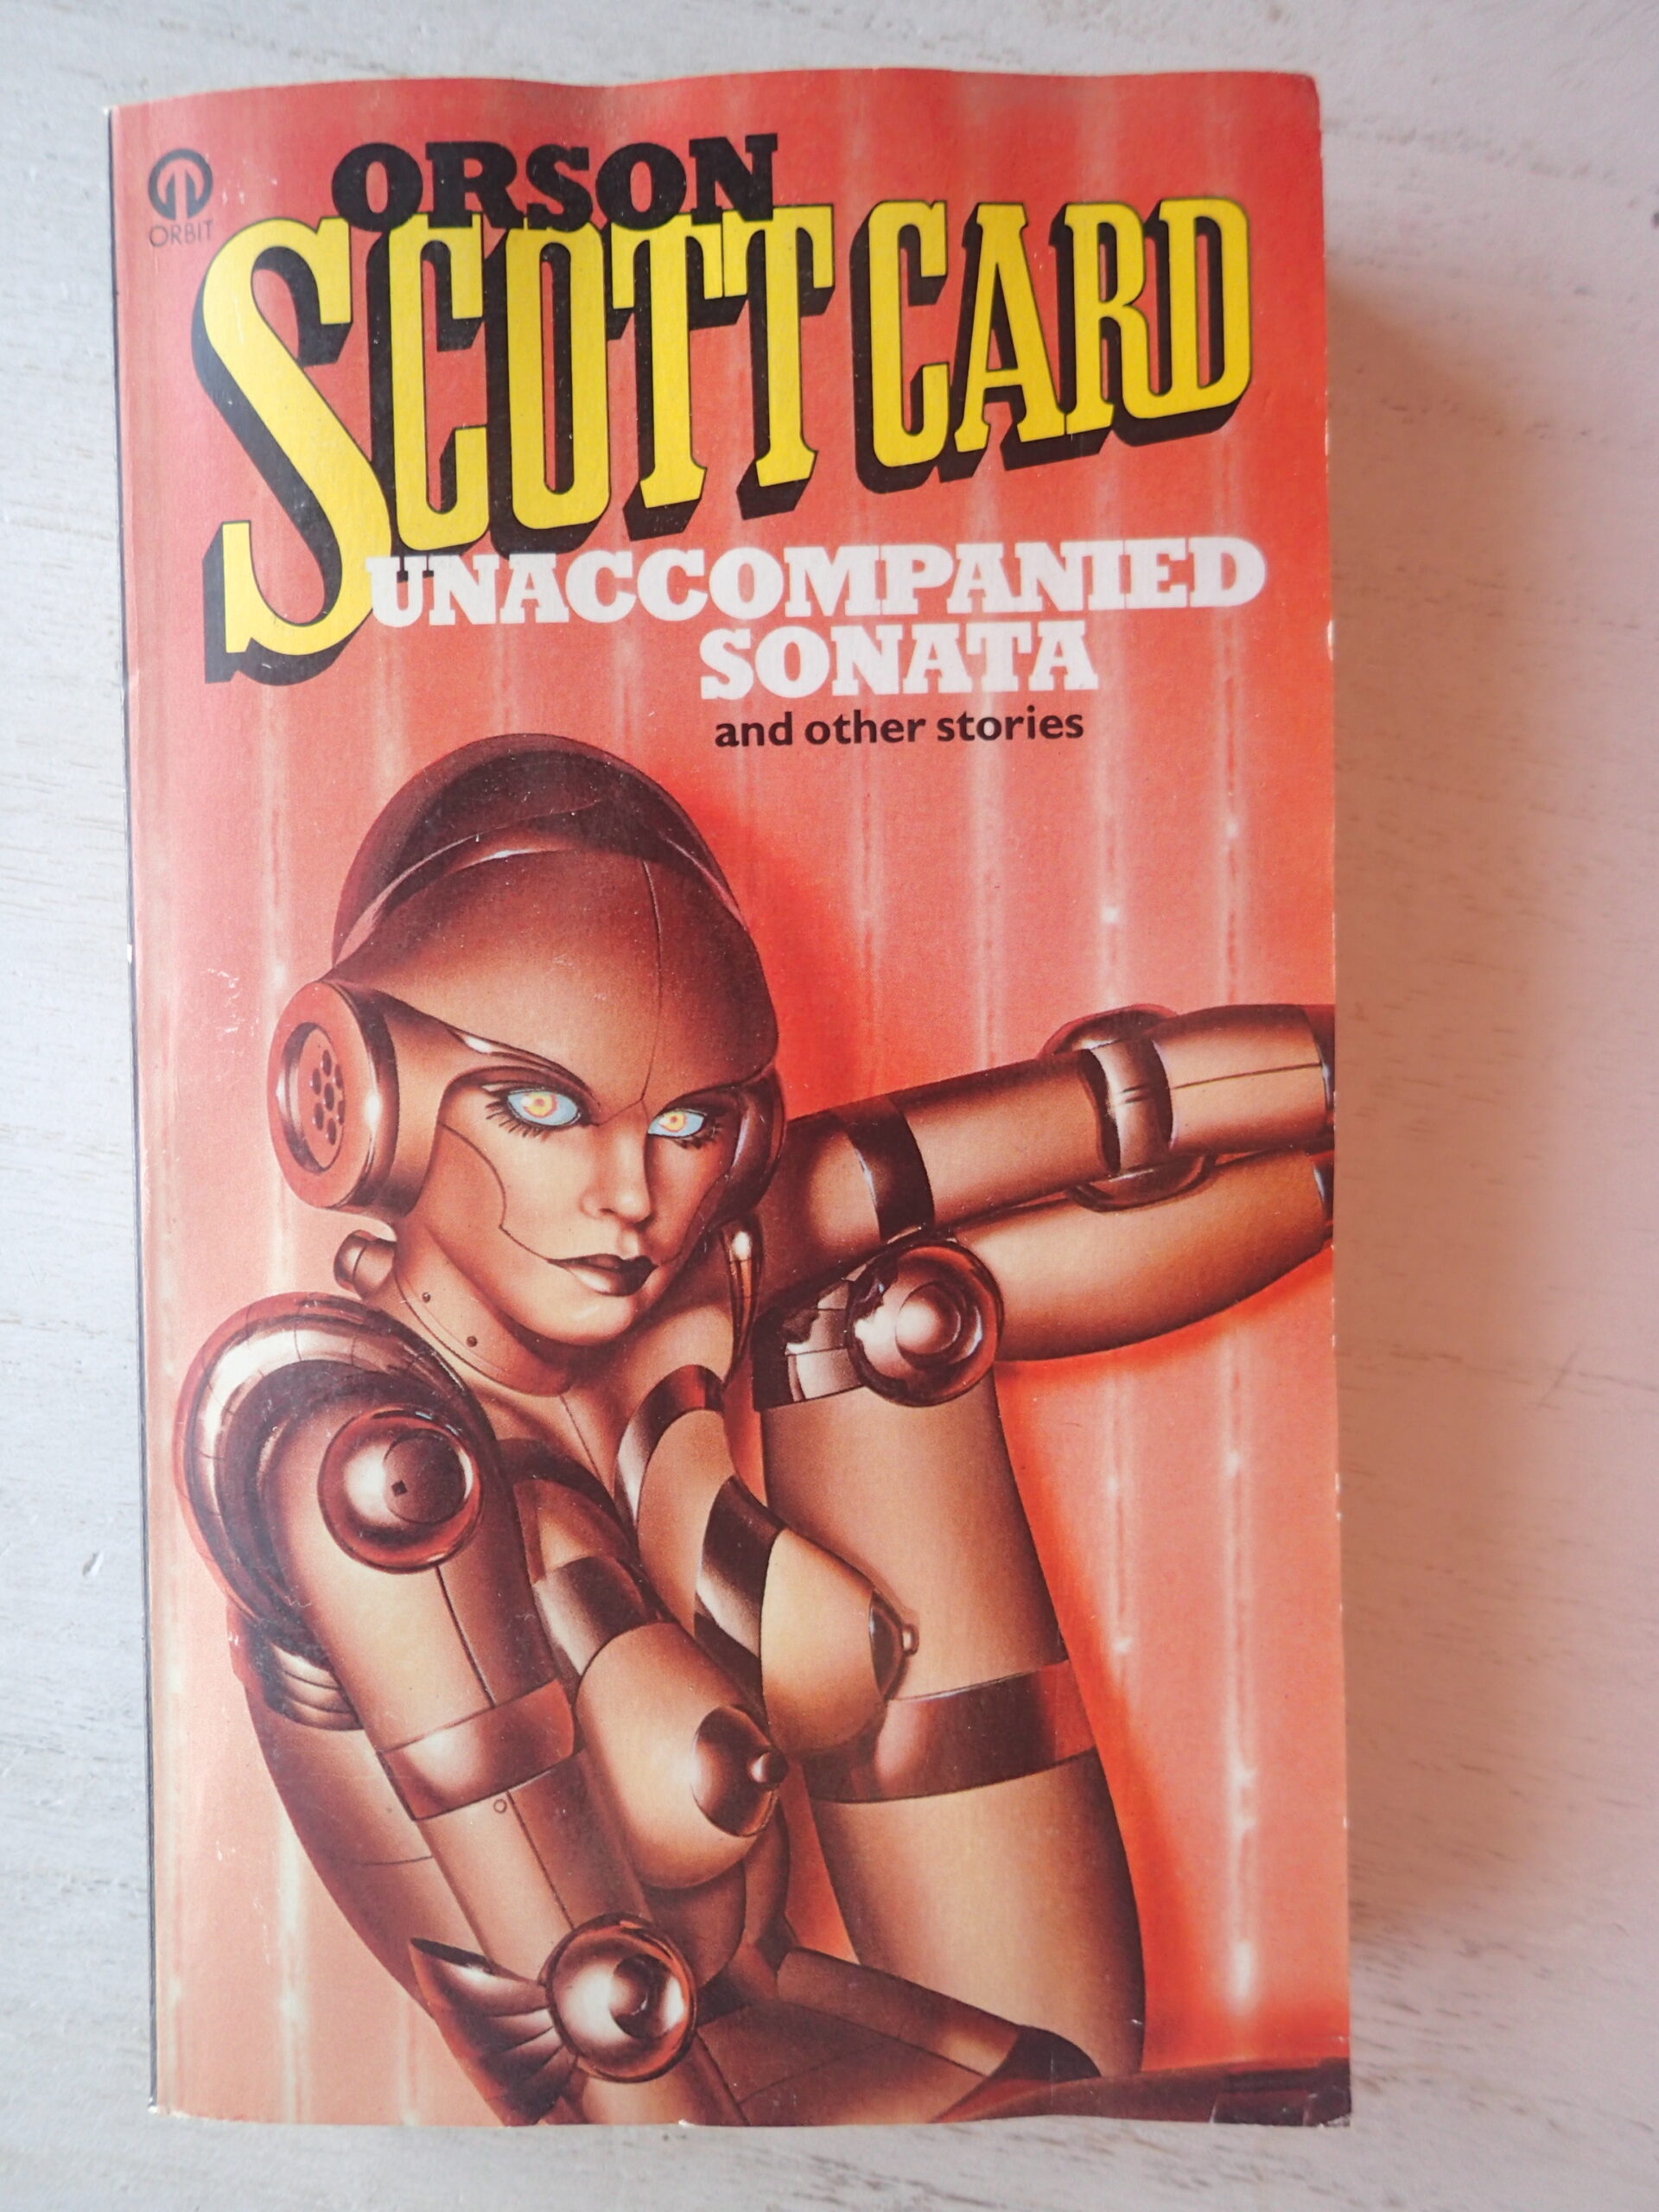 ORBIT
ORSON
SCOTT CARD
UNACCOMPANIED
SONATA
and other stories